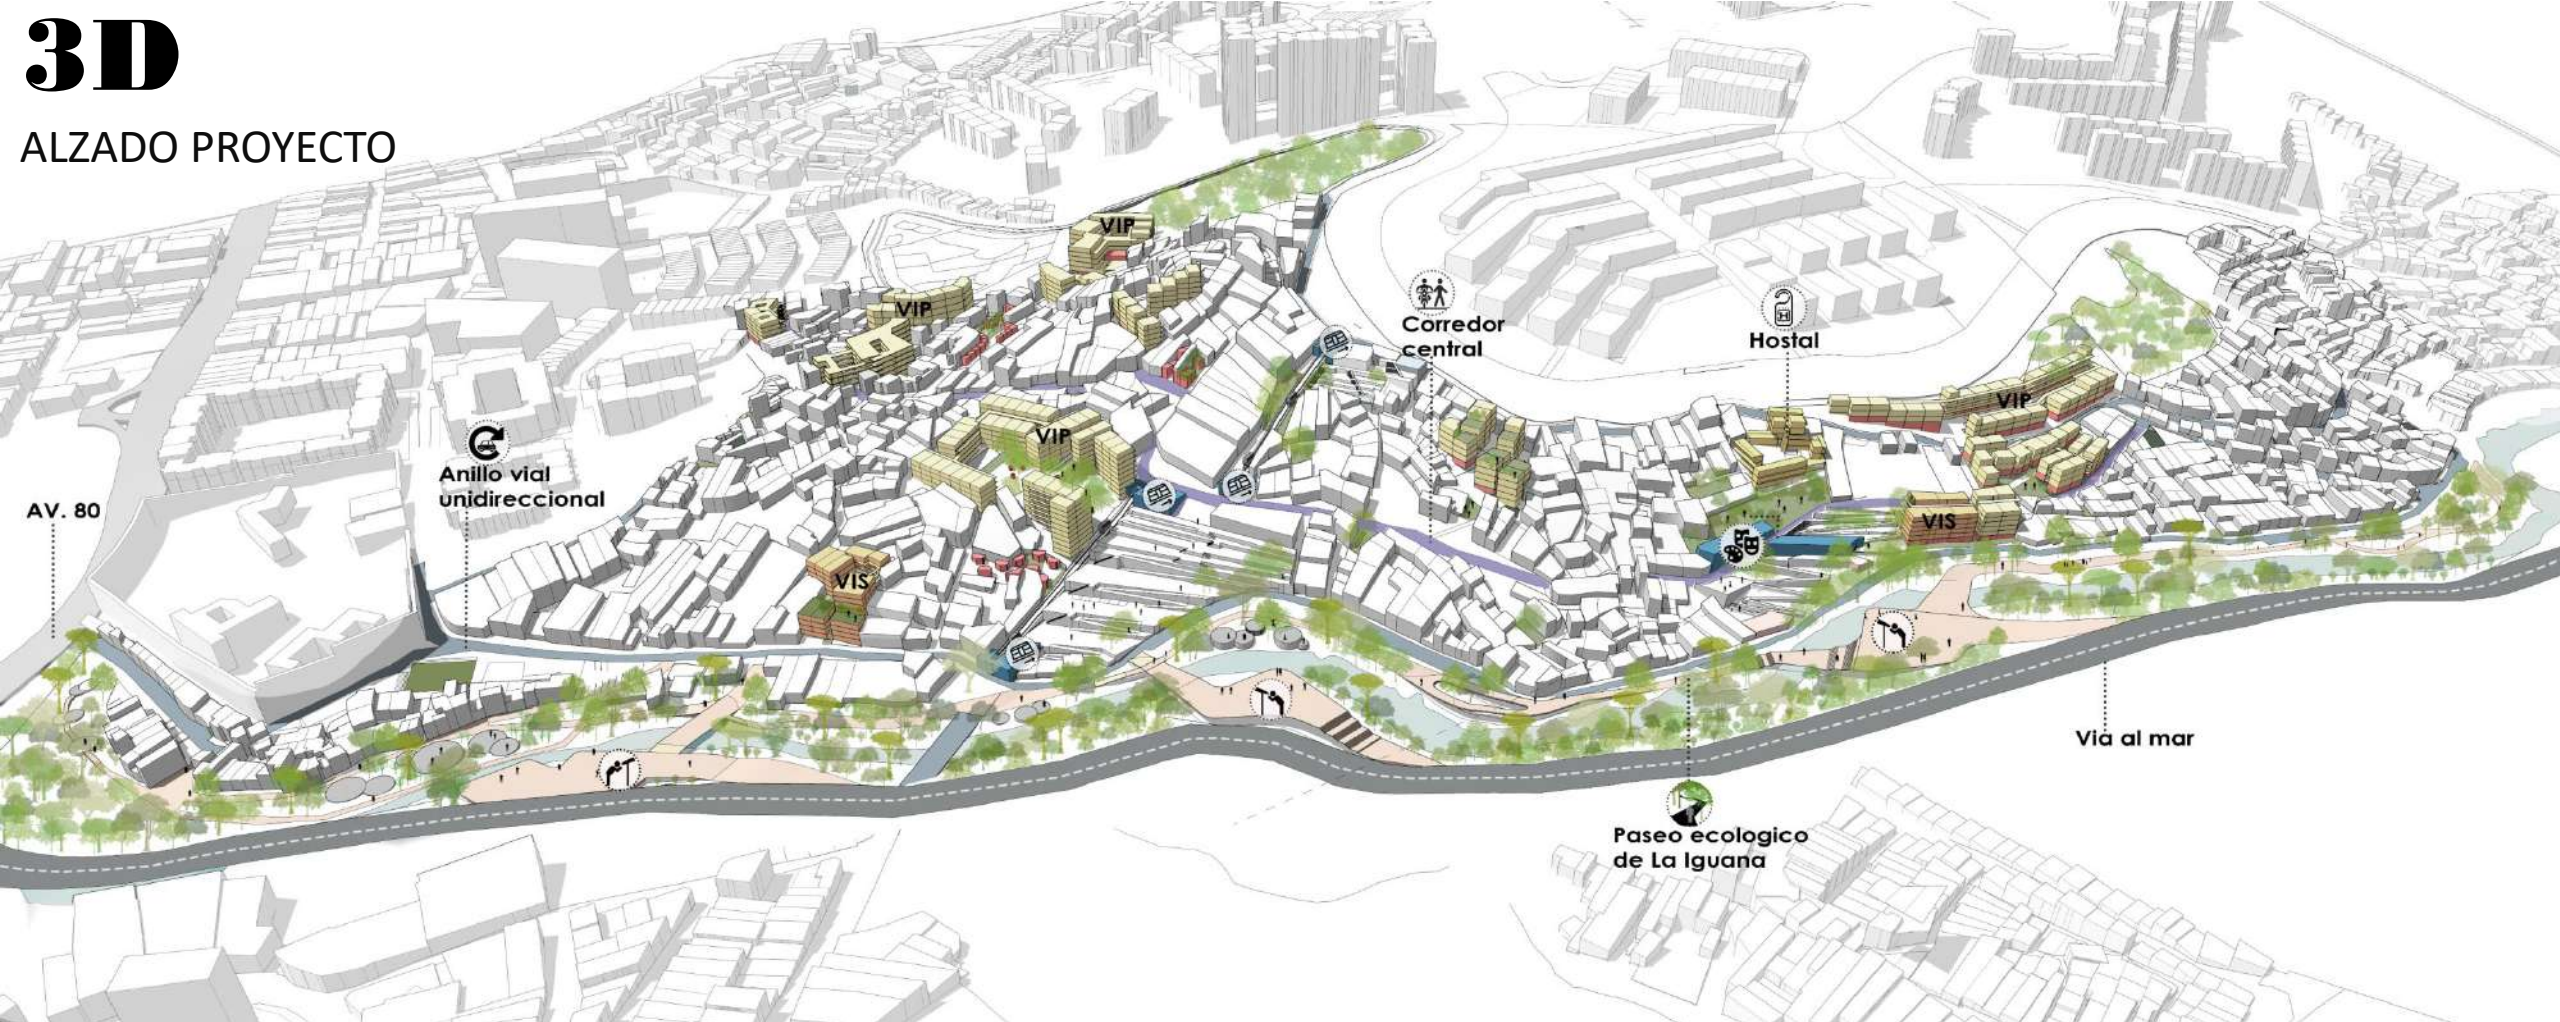 3D
ALZADO PROYECTO
VIP
VIP
Corredor
central
Hostal
VIP
VIP
Anillo vial
unidireccional
AV. 80
VIS
VIS
Via al mar
Paseo ecologico
de La Iguana